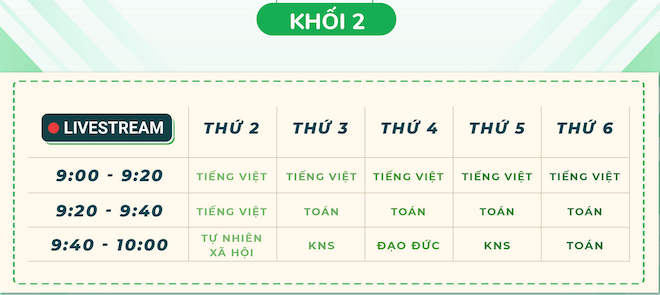 KHỐI 2
LIVESTREAM THỨ 2 THỨ 3 THỨ 4 THỨ 5 THỨ 6
9:00 - 9:20 TIẾNG VIỆT TIẾNG VIỆT TIẾNG VIỆT TIẾNG VIỆT TIẾNG VIỆT
9:20 - 9:40 TIẾNG VIỆT TOÁN TOÁN TOÁN TOÁN
9:40 - 10:00 TỰ NHIÊN XÃ HỘI KNS ĐẠO ĐỨC KNS TOÁN